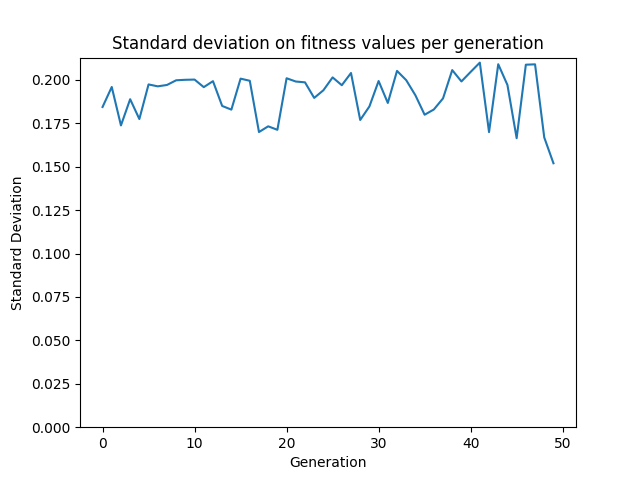 Standard deviation on fitness values per generation
0.200
0.175
0.150
0.125
0.100
0.075
0.050
0.025
0.000
Standard Deviation
0 10 20 30 40 50
Generation